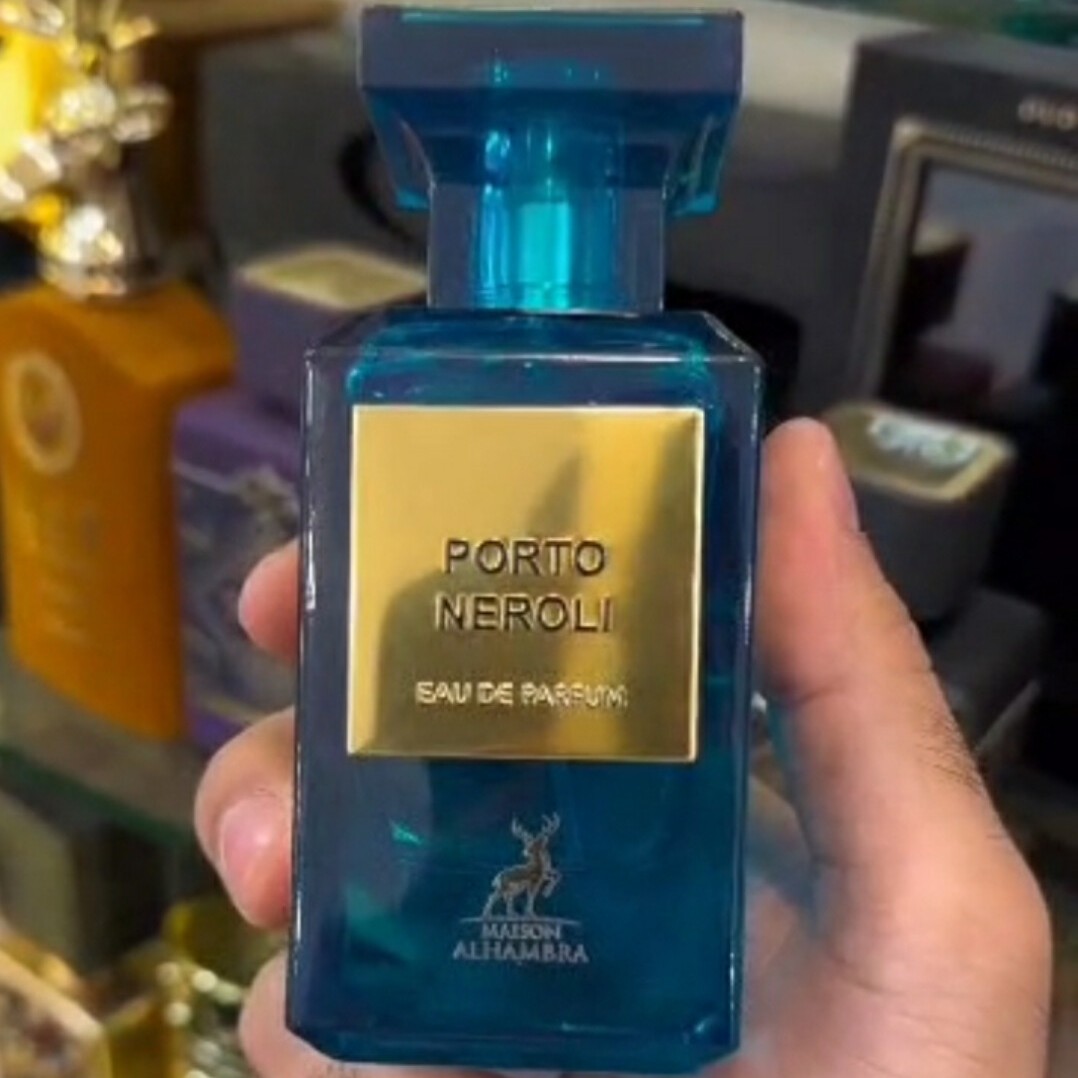 PORTO
NEROLI
EAU DE PARFUM
MAISON
ALHAMBRA